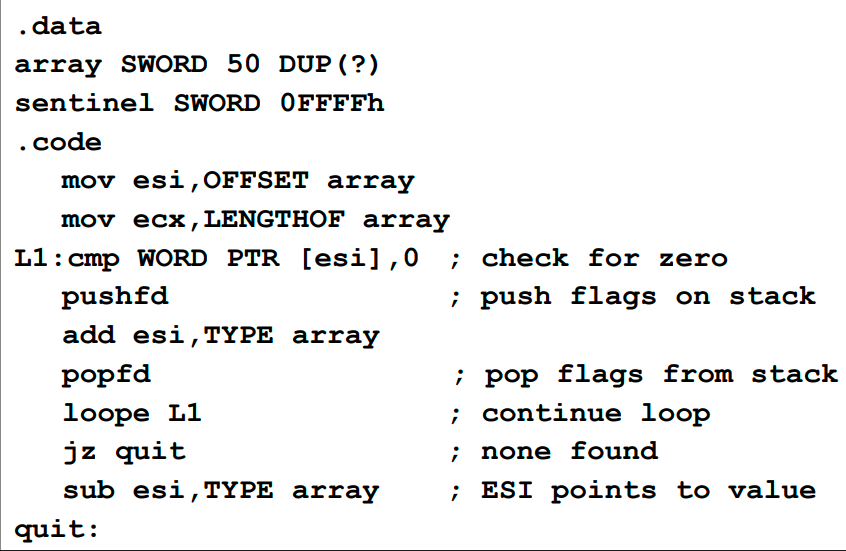 .data
array SWORD 50 DUP(?)
sentinel SWORD 0FFFFh
.code
mov esi,OFFSET array
mov ecx,LENGTHOF array
L1:cmp WORD PTR [esi],0 ; check for zero
pushfd ; push flags on stack
add esi,TYPE array
popfd ; pop flags from stack
loope L1 ; continue loop
jz quit ; none found
sub esi,TYPE array ; ESI points to value
quit: